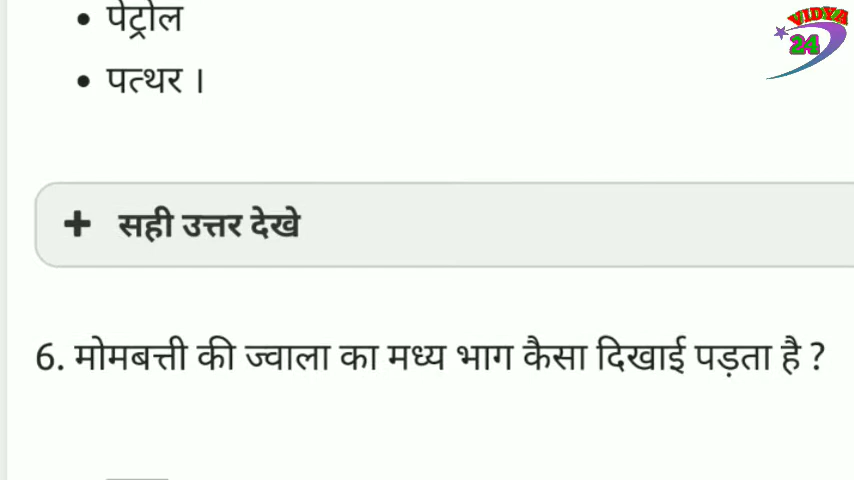 पेट्रोल
VIDYA
24
पत्थर ।
+ सही उत्तर देखे
6. मोमबत्ती की ज्वाला का मध्य भाग कैसा दिखाई पड़ता है ?